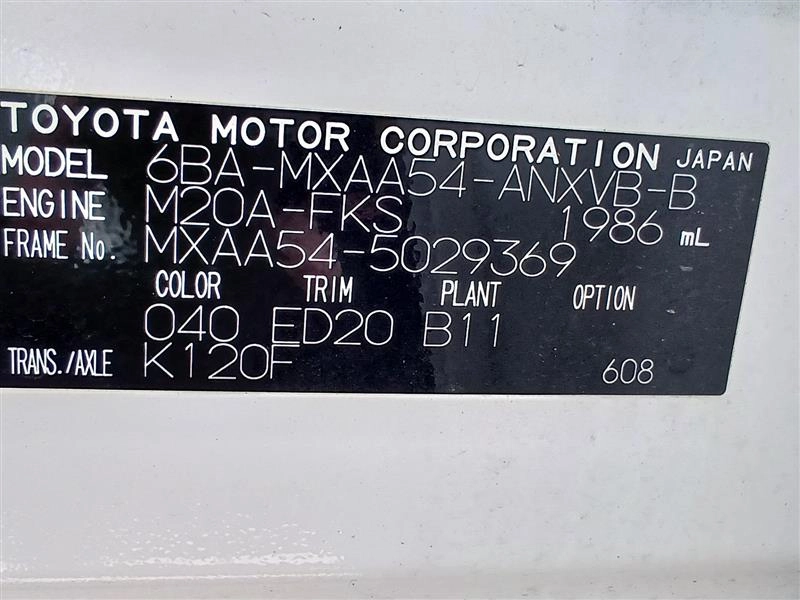 TOYOTA MOTOR CORPORATION JAPAN
MODEL 6BA-MXAA54-ANXVB-B
ENGINE M20A-FKS 1986 mL
FRAME No. MXAA54-5029369
COLOR TRIM PLANT OPTION
040 ED20 B11
TRANS./AXLE K120F 608